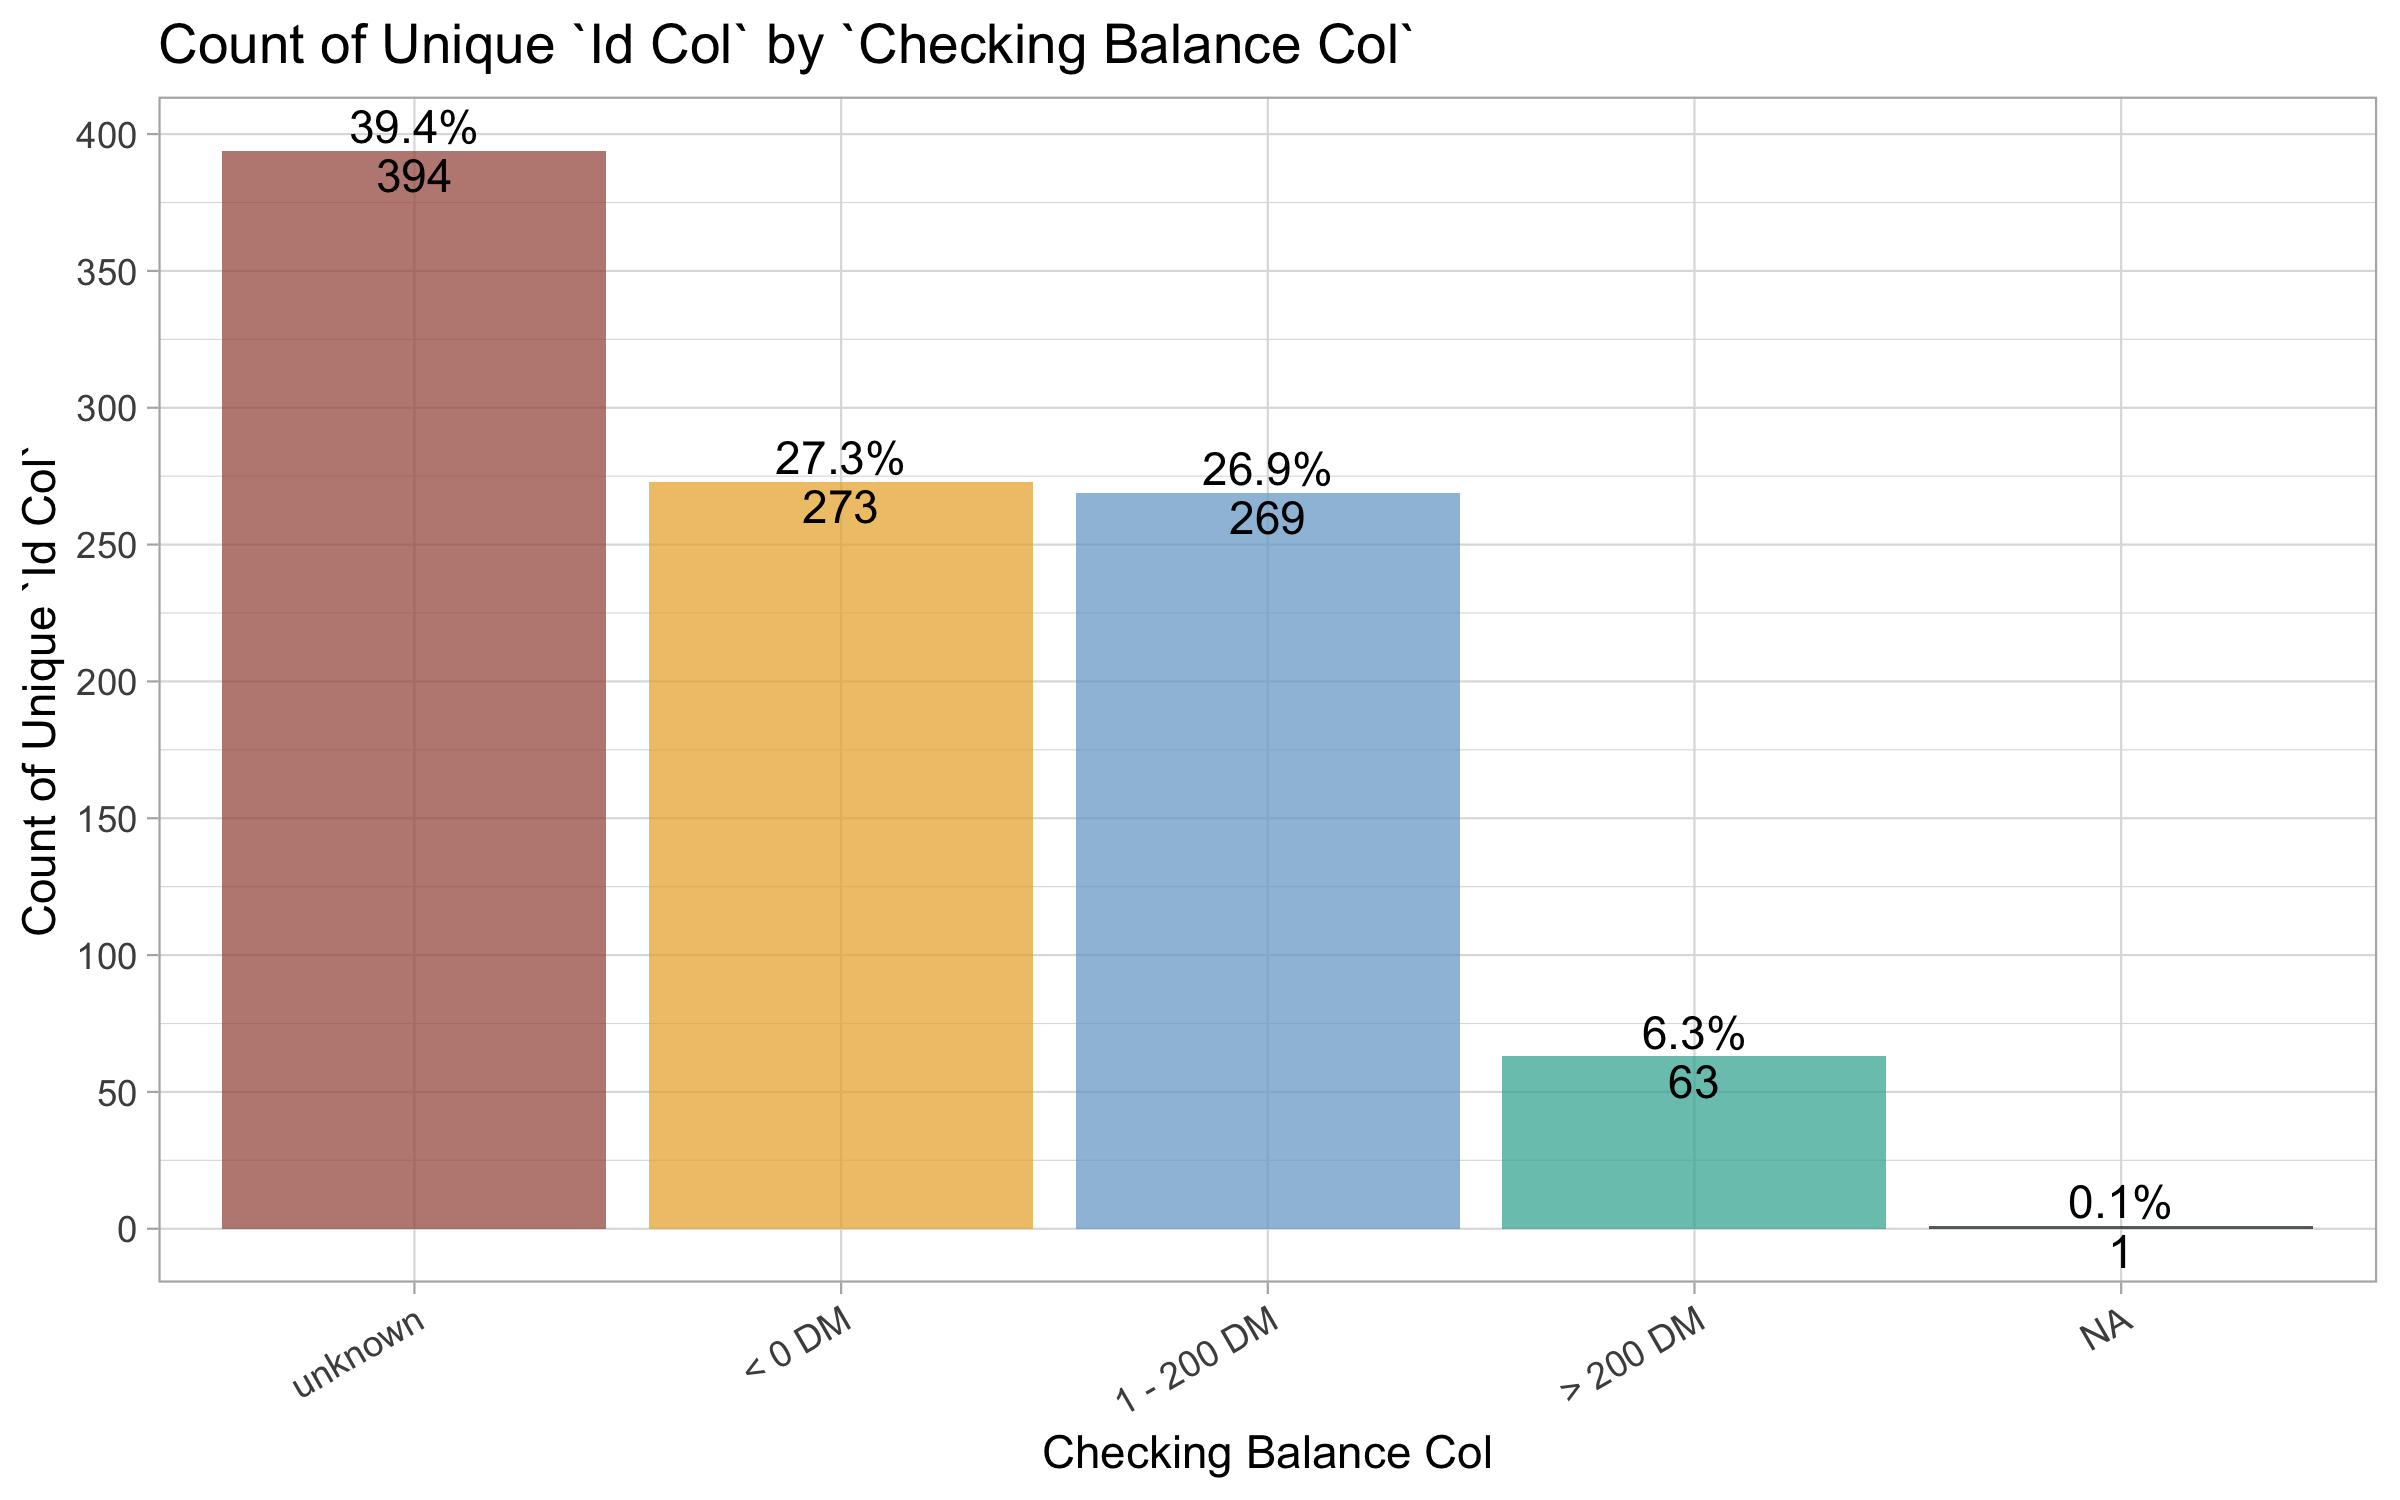 Count of Unique `Id Col` by `Checking Balance Col`
Count of Unique `Id Col`
400
350
300
250
200
150
100
50
0
39.4%
394
27.3%
273
26.9%
269
6.3%
63
0.1%
1
unknown
< 0 DM
1 - 200 DM
> 200 DM
NA
Checking Balance Col